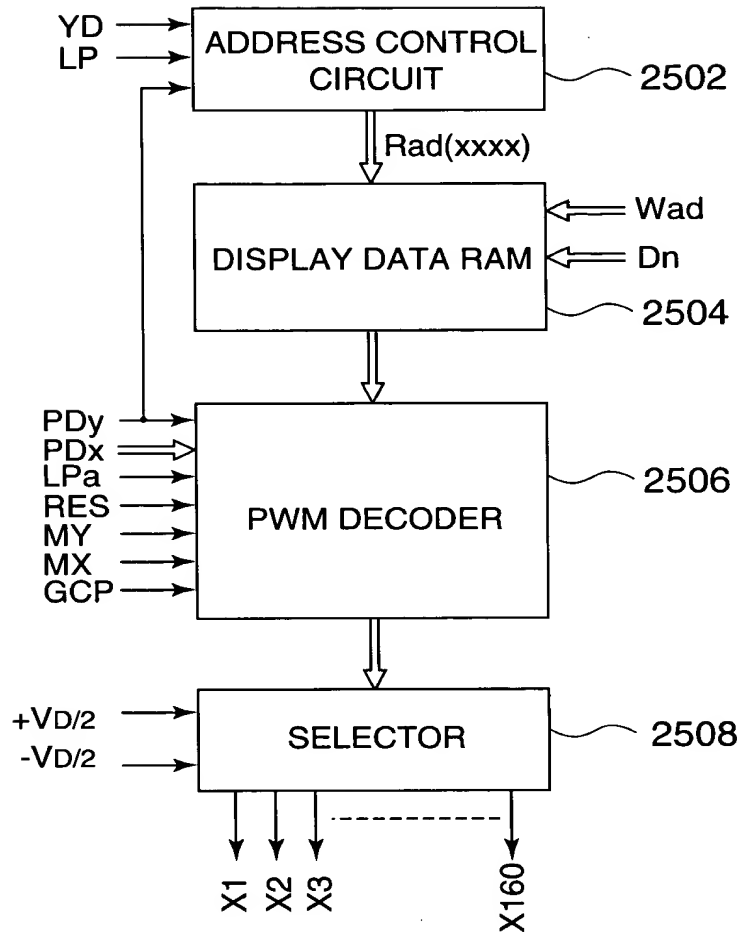 YD
LP
ADDRESS CONTROL
CIRCUIT
2502
Rad(xxxx)
DISPLAY DATA RAM
Wad
Dn
2504
PDy
PDx
LPa
RES
MY
MX
GCP
PWM DECODER
2506
+VD/2
-VD/2
SELECTOR
2508
X1
X2
X3
X160